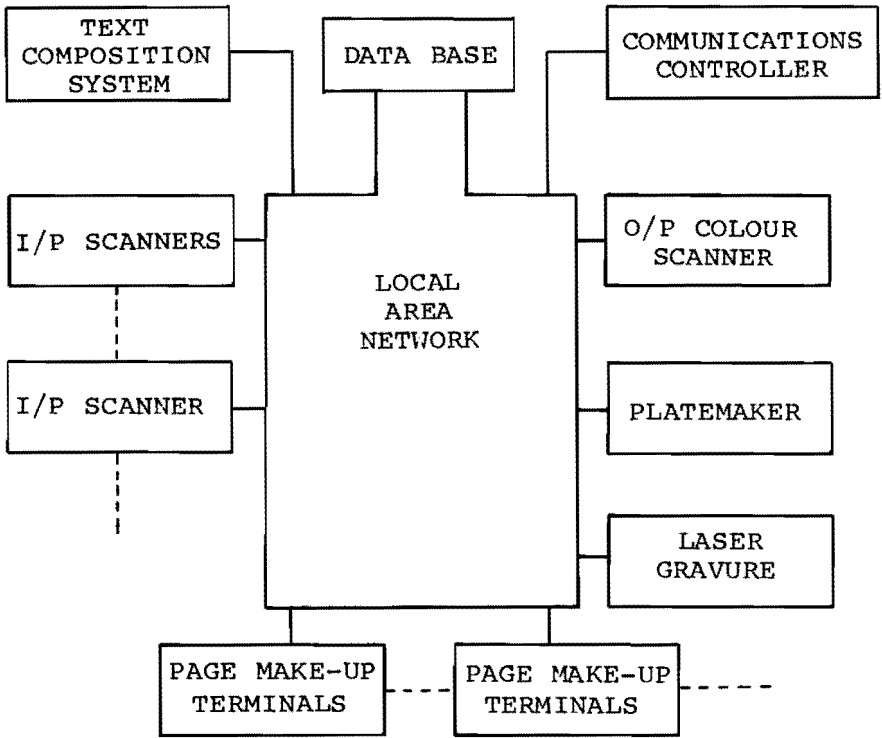 TEXT
COMPOSITION
SYSTEM
DATA BASE
COMMUNICATIONS
CONTROLLER
I/P SCANNERS
O/P COLOUR
SCANNER
LOCAL
AREA
NETWORK
I/P SCANNER
PLATEMAKER
LASER
GRAVURE
PAGE MAKE-UP
TERMINALS
PAGE MAKE-UP
TERMINALS